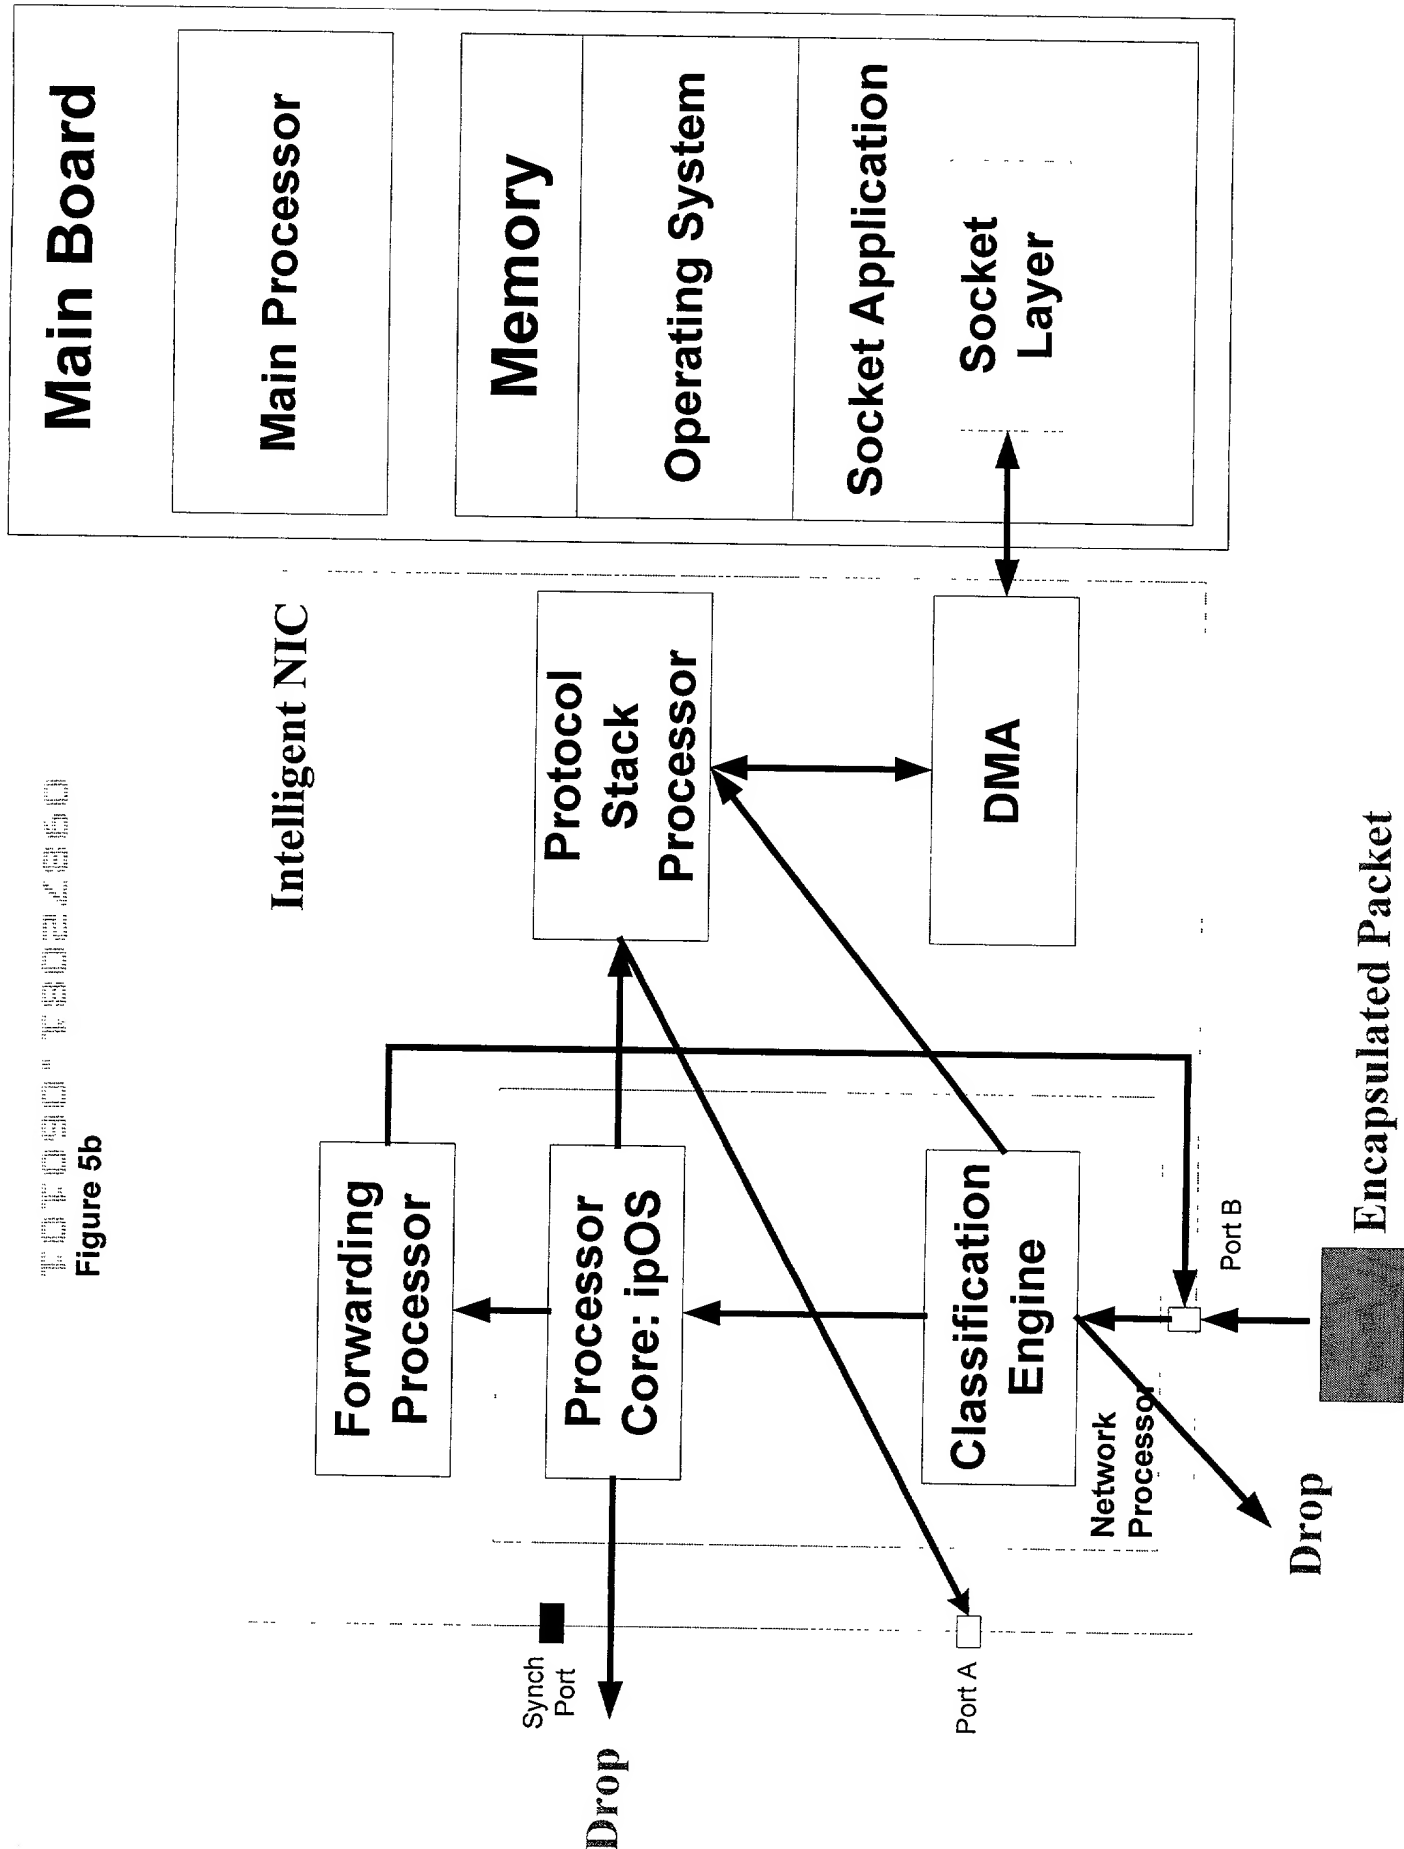 Figure 5b
Main Board
Main Processor
Memory
Operating System
Socket Application
Socket
Layer
Intelligent NIC
Protocol
Stack
Processor
DMA
Forwarding
Processor
Processor
Core: ipOS
Classification
Engine
Network
Processor
Synch
Port
Drop
Port A
Port B
Drop
Encapsulated Packet